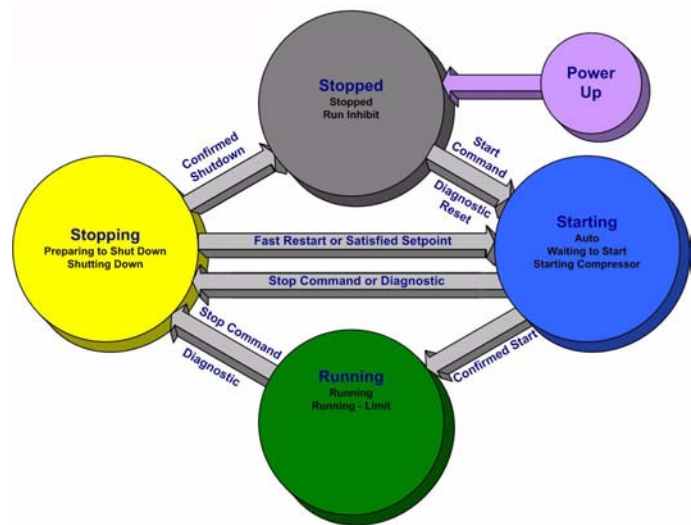 Stopped
Stopped
Run Inhibit
Power
Up
Confirmed
Shutdown
Start
Command
Diagnostic
Reset
Stopping
Preparing to Shut Down
Shutting Down
Fast Restart or Satisfied Setpoint
Starting
Auto
Waiting to Start
Starting Compressor
Stop Command or Diagnostic
Stop Command
Diagnostic
Confirmed Start
Running
Running
Running - Limit